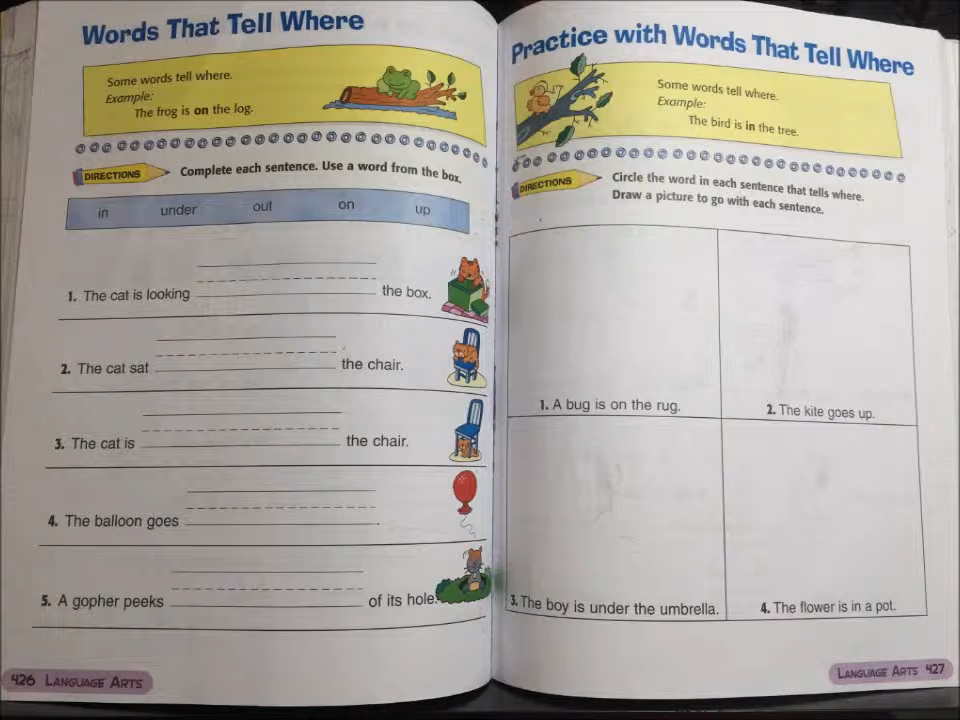 Words That Tell Where
Some words tell where.
Example:
The frog is on the log.
DIRECTIONS
Complete each sentence. Use a word from the box.
in under out on up
1. The cat is looking the box.
2. The cat sat the chair.
3. The cat is the chair.
4. The balloon goes .
5. A gopher peeks of its hole.
426 LANGUAGE ARTS
Practice with Words That Tell Where
Some words tell where.
Example:
The bird is in the tree.
DIRECTIONS
Circle the word in each sentence that tells where.
Draw a picture to go with each sentence.
1. A bug is on the rug.
2. The kite goes up.
3. The boy is under the umbrella.
4. The flower is in a pot.
LANGUAGE ARTS 427